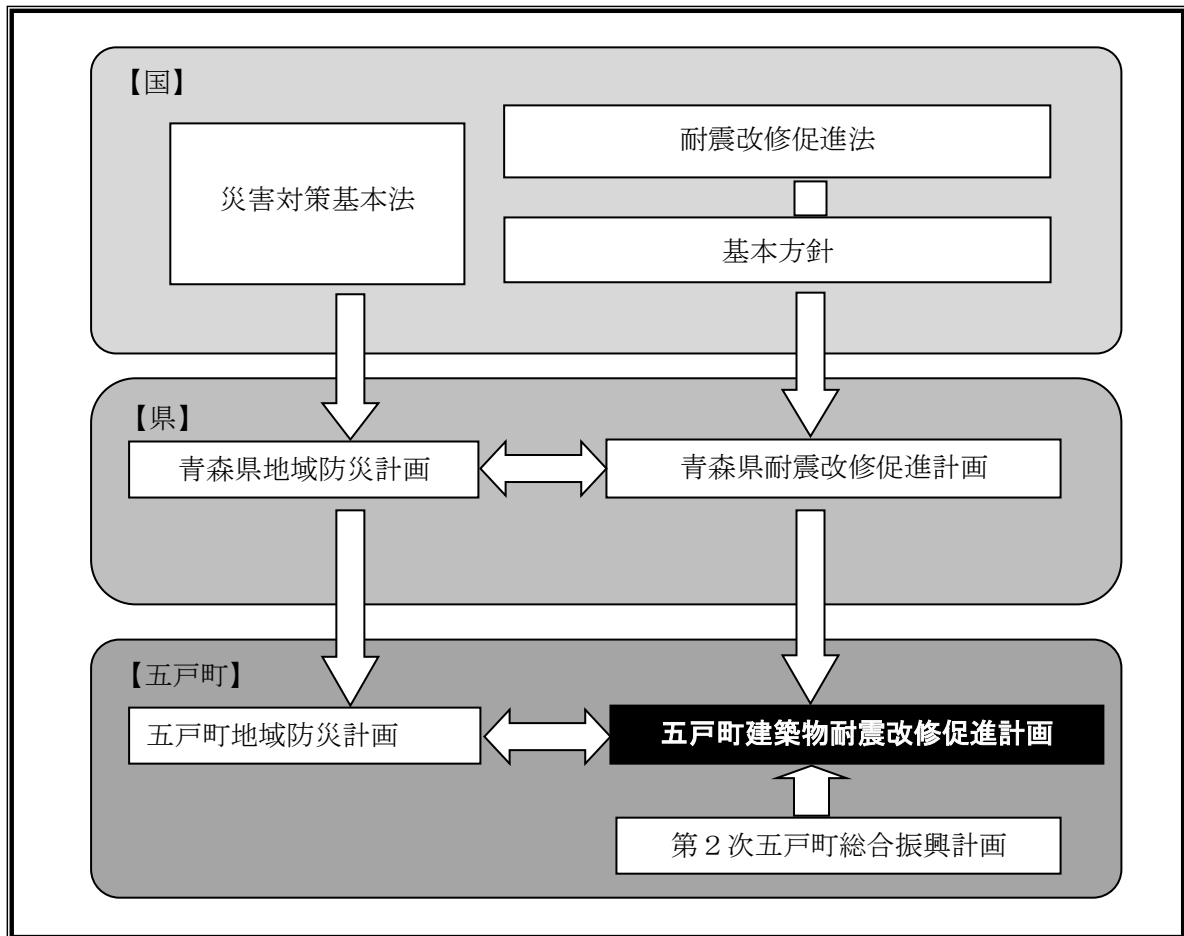 【国】
災害対策基本法
耐震改修促進法
基本方針
【県】
青森県地域防災計画
青森県耐震改修促進計画
【五戸町】
五戸町地域防災計画
五戸町建築物耐震改修促進計画
第２次五戸町総合振興計画